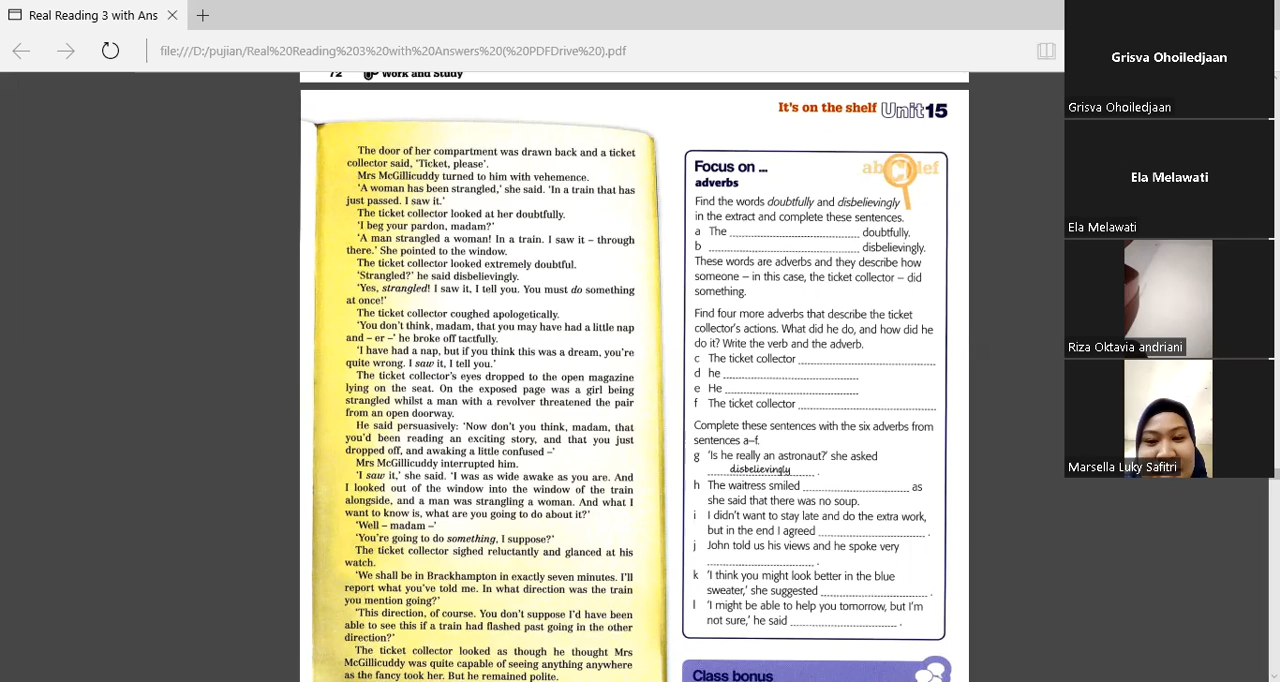 Real Reading 3 with Ans
file:///D:/pujian/Real%20Reading%203%20with%20Answers%20(%20PDFDrive%20).pdf
72 Work and Study
It's on the shelf Unit 15
The door of her compartment was drawn back and a ticket
collector said, 'Ticket, please'.
Mrs McGillicuddy turned to him with vehemence.
'A woman has been strangled,' she said. 'In a train that has
just passed. I saw it.'
The ticket collector looked at her doubtfully.
'I beg your pardon, madam?'
'A man strangled a woman! In a train. I saw it – through
there.' She pointed to the window.
The ticket collector looked extremely doubtful.
'Strangled?' he said disbelievingly.
'Yes, strangled! I saw it, I tell you. You must do something
at once!'
The ticket collector coughed apologetically.
'You don't think, madam, that you may have had a little nap
and – er –' he broke off tactfully.
'I have had a nap, but if you think this was a dream, you're
quite wrong. I saw it, I tell you.'
The ticket collector's eyes dropped to the open magazine
lying on the seat. On the exposed page was a girl being
strangled whilst a man with a revolver threatened the pair
from an open doorway.
He said persuasively: 'Now don't you think, madam, that
you'd been reading an exciting story, and that you just
dropped off, and awaking a little confused –'
Mrs McGillicuddy interrupted him.
'I saw it,' she said. 'I was as wide awake as you are. And
I looked out of the window into the window of the train
alongside, and a man was strangling a woman. And what I
want to know is, what are you going to do about it?'
'Well – madam –'
'You're going to do something, I suppose?'
The ticket collector sighed reluctantly and glanced at his
watch.
'We shall be in Brackhampton in exactly seven minutes. I'll
report what you've told me. In what direction was the train
you mention going?'
'This direction, of course. You don't suppose I'd have been
able to see this if a train had flashed past going in the other
direction?'
The ticket collector looked as though he thought Mrs
McGillicuddy was quite capable of seeing anything anywhere
as the fancy took her. But he remained polite.
Focus on ...
adverbs
Find the words doubtfully and disbelievingly
in the extract and complete these sentences.
a The doubtfully.
b disbelievingly.
These words are adverbs and they describe how
someone – in this case, the ticket collector – did
something.
Find four more adverbs that describe the ticket
collector's actions. What did he do, and how did he
do it? Write the verb and the adverb.
c The ticket collector
d he
e He
f The ticket collector
Complete these sentences with the six adverbs from
sentences a–f.
g 'Is he really an astronaut?' she asked
disbelievingly .
h The waitress smiled as
she said that there was no soup.
i I didn't want to stay late and do the extra work,
but in the end I agreed .
j John told us his views and he spoke very
.
k 'I think you might look better in the blue
sweater,' she suggested .
l 'I might be able to help you tomorrow, but I'm
not sure,' he said .
Class bonus
Grisva Ohoiledjaan
Grisva Ohoiledjaan
Ela Melawati
Ela Melawati
Riza Oktavia andriani
Marsella Luky Safitri